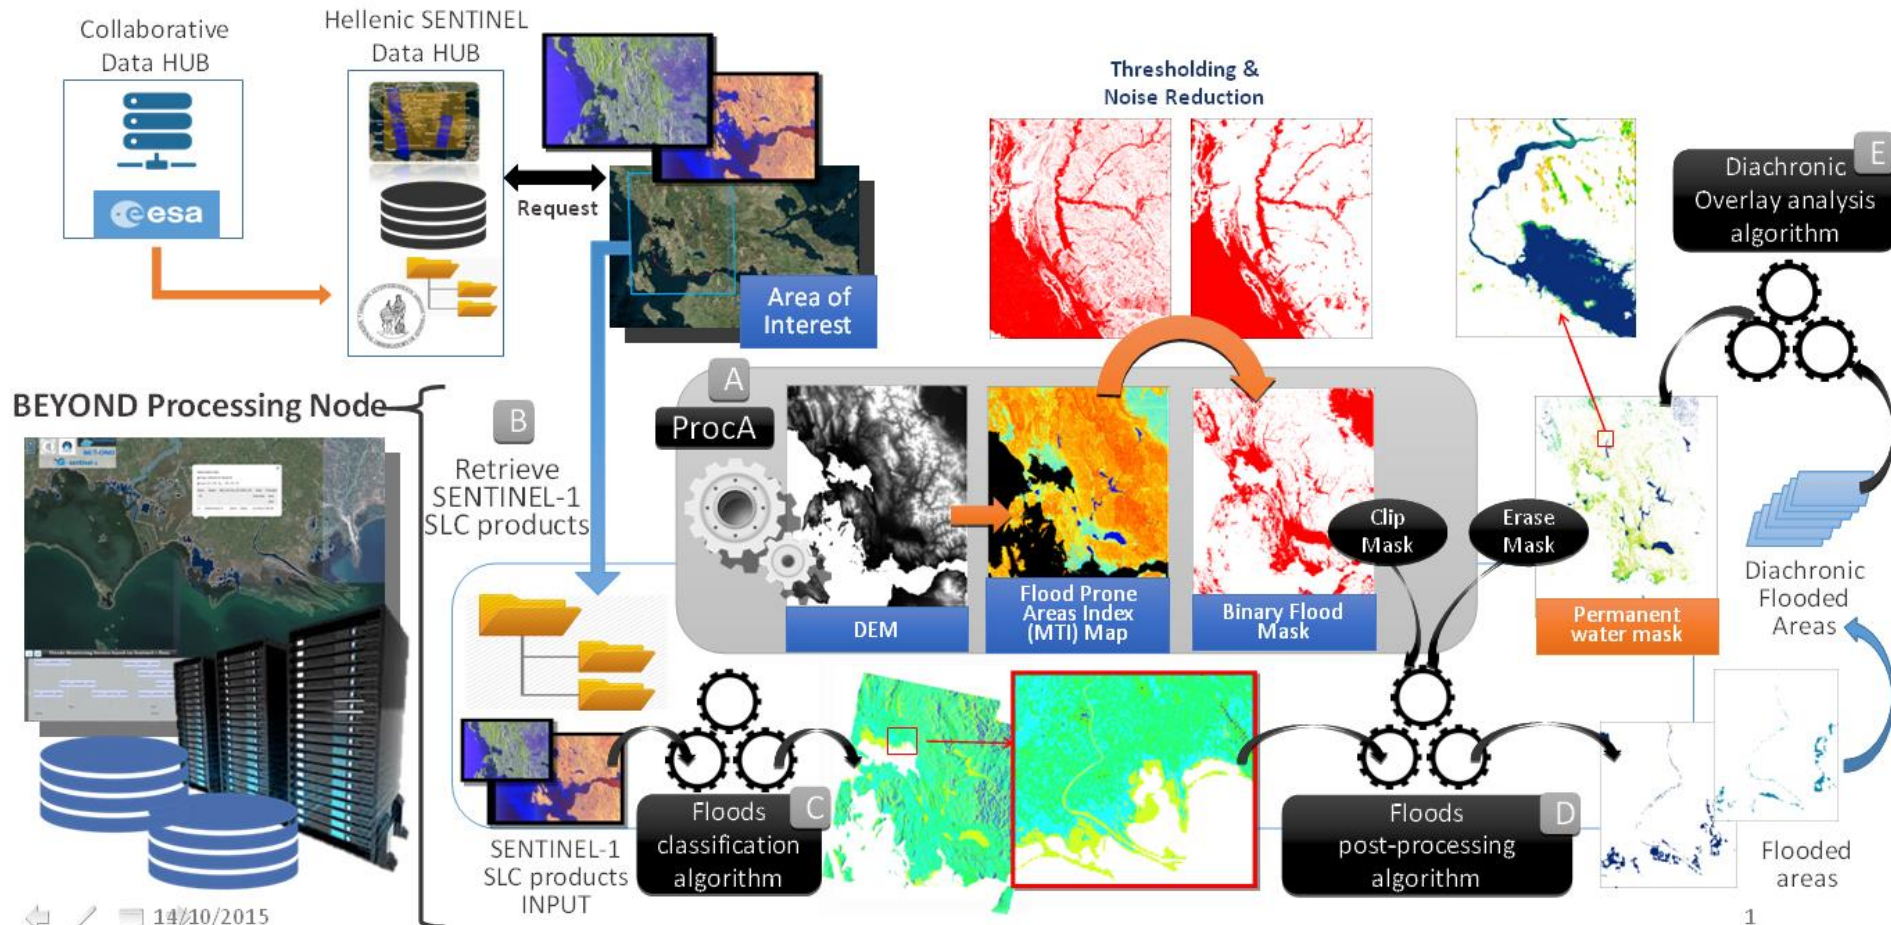 Collaborative
Data HUB
esa
Hellenic SENTINEL
Data HUB
Request
Area of
Interest
Thresholding &
Noise Reduction
E
Diachronic
Overlay analysis
algorithm
BEYOND Processing Node
B
Retrieve
SENTINEL-1
SLC products
A
ProcA
DEM
Flood Prone
Areas Index
(MTI) Map
Binary Flood
Mask
Clip
Mask
Erase
Mask
Permanent
water mask
Diachronic
Flooded
Areas
SENTINEL-1
SLC products
INPUT
C
Floods
classification
algorithm
D
Floods
post-processing
algorithm
Flooded
areas
14/10/2015
1